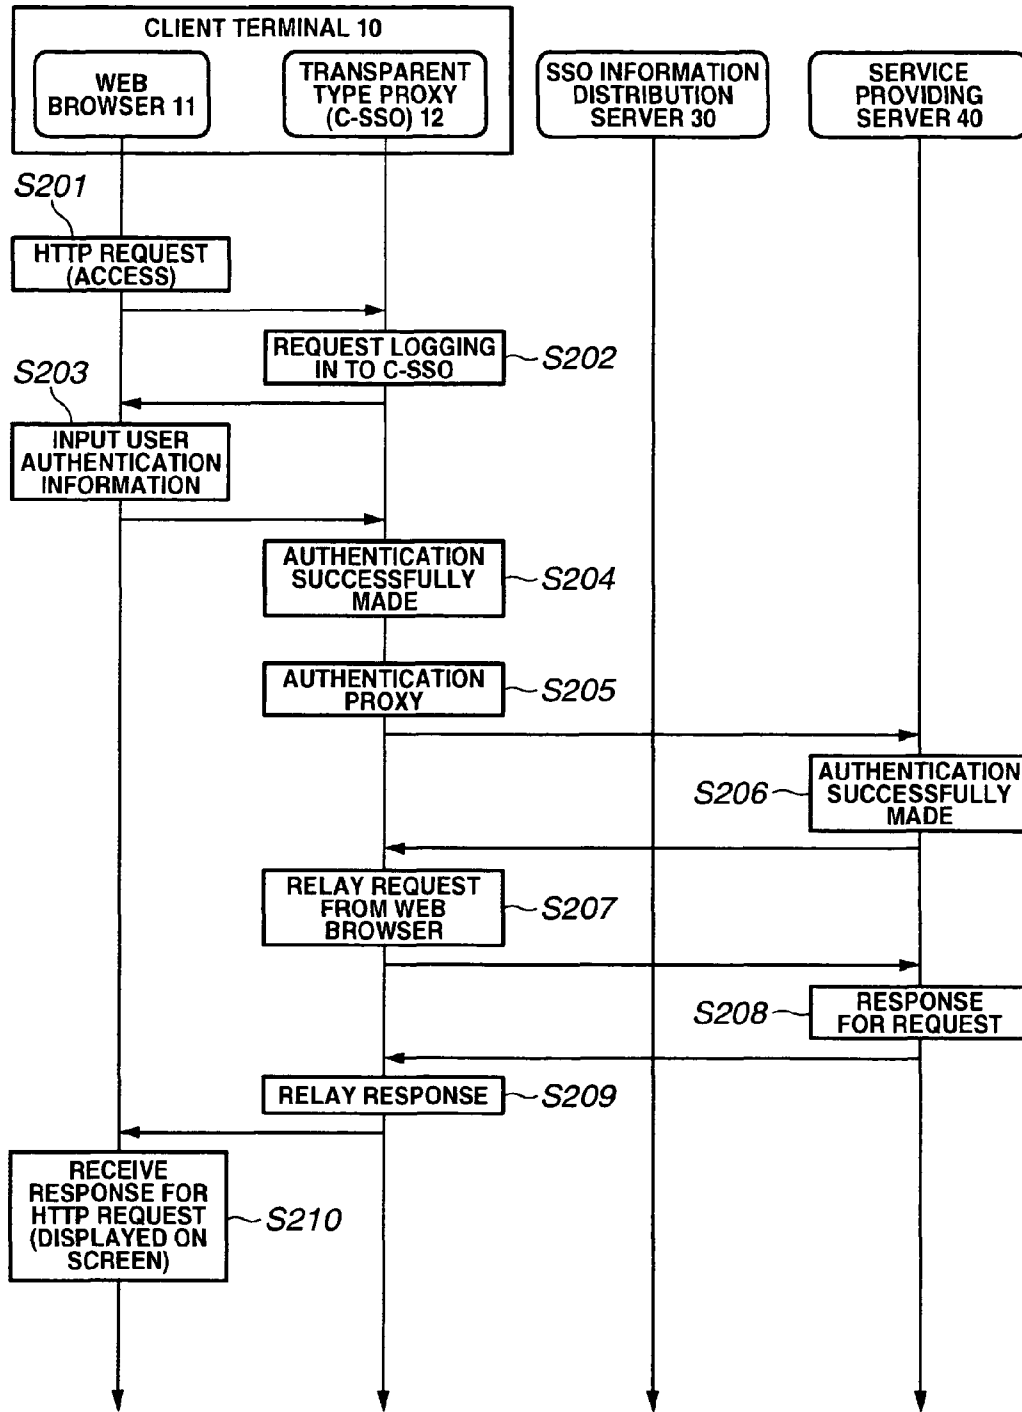 CLIENT TERMINAL 10
WEB
BROWSER 11
TRANSPARENT
TYPE PROXY
(C-SSO) 12
SSO INFORMATION
DISTRIBUTION
SERVER 30
SERVICE
PROVIDING
SERVER 40
S201
HTTP REQUEST
(ACCESS)
REQUEST LOGGING
IN TO C-SSO
S202
S203
INPUT USER
AUTHENTICATION
INFORMATION
AUTHENTICATION
SUCCESSFULLY
MADE
S204
AUTHENTICATION
PROXY
S205
S206
AUTHENTICATION
SUCCESSFULLY
MADE
RELAY REQUEST
FROM WEB
BROWSER
S207
S208
RESPONSE
FOR REQUEST
RELAY RESPONSE
S209
RECEIVE
RESPONSE FOR
HTTP REQUEST
(DISPLAYED ON
SCREEN)
S210